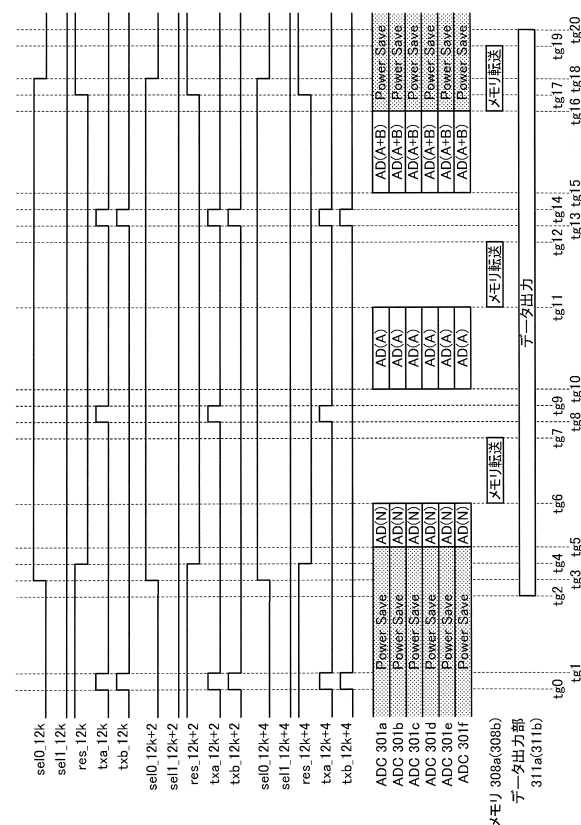 sel0_12k
sel1_12k
res_12k
txa_12k
txb_12k
sel0_12k+2
sel1_12k+2
res_12k+2
txa_12k+2
txb_12k+2
sel0_12k+4
sel1_12k+4
res_12k+4
txa_12k+4
txb_12k+4
ADC 301a Power Save AD(N) AD(A) AD(A+B) Power Save
ADC 301b Power Save AD(N) AD(A) AD(A+B) Power Save
ADC 301c Power Save AD(N) AD(A) AD(A+B) Power Save
ADC 301d Power Save AD(N) AD(A) AD(A+B) Power Save
ADC 301e Power Save AD(N) AD(A) AD(A+B) Power Save
ADC 301f Power Save AD(N) AD(A) AD(A+B) Power Save
メモリ 308a(308b) メモリ転送 メモリ転送 メモリ転送
データ出力部 データ出力
311a(311b)
tg0 tg1 tg2 tg3 tg4 tg5 tg6 tg7 tg8 tg9 tg10 tg11 tg12 tg13 tg14 tg15 tg16 tg17 tg18 tg19 tg20